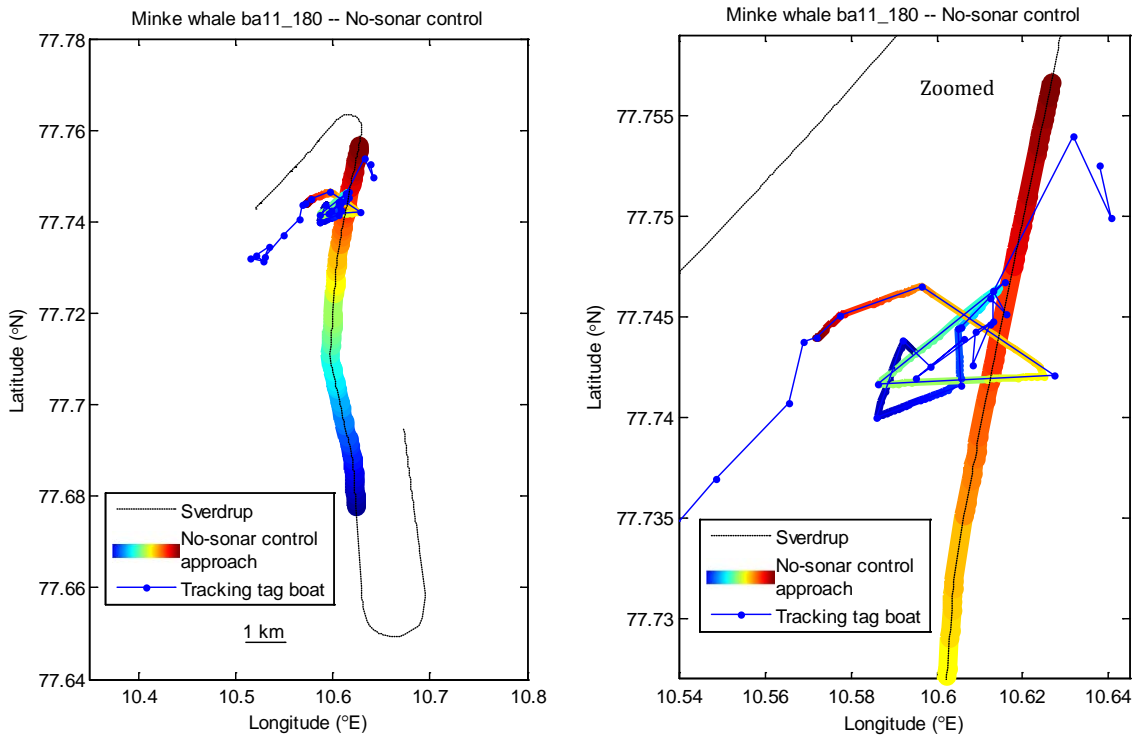 Minke whale ba11_180 -- No-sonar control
77.78
77.76
77.74
77.72
77.7
77.68
77.66
77.64
Latitude (°N)
10.4
10.5
10.6
10.7
10.8
Longitude (°E)
Sverdrup
No-sonar control
approach
Tracking tag boat
1 km
Minke whale ba11_180 -- No-sonar control
Zoomed
77.755
77.75
77.745
77.74
77.735
77.73
Latitude (°N)
10.54
10.56
10.58
10.6
10.62
10.64
Longitude (°E)
Sverdrup
No-sonar control
approach
Tracking tag boat